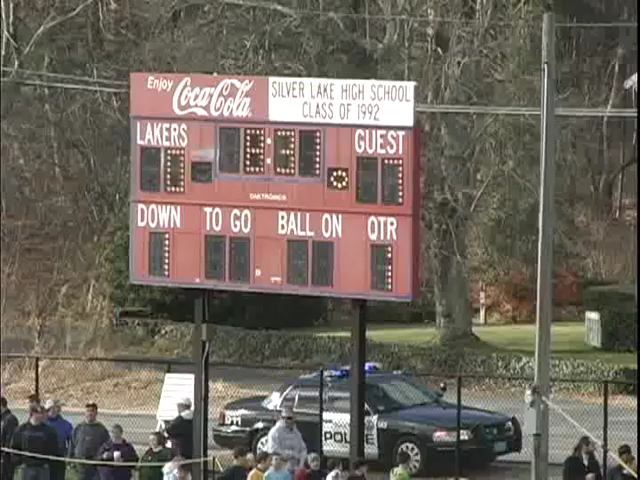 Enjoy
Coca-Cola
SILVER LAKE HIGH SCHOOL
CLASS OF 1992
LAKERS
GUEST
DAKTRONICS
DOWN TO GO BALL ON QTR
POLICE